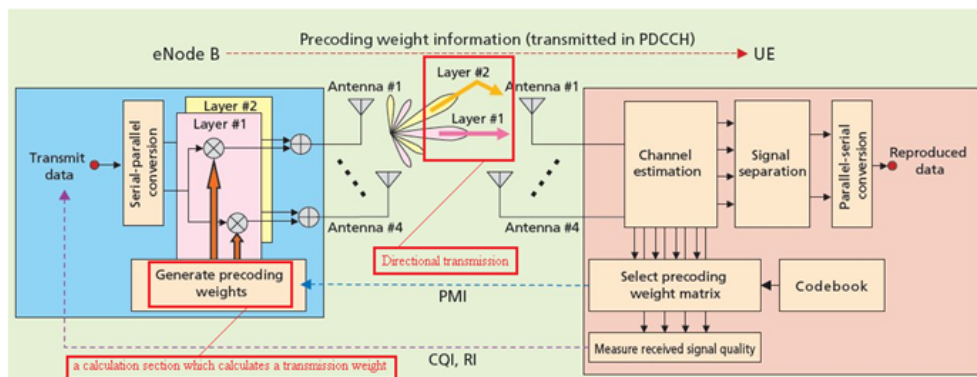 Precoding weight information (transmitted in PDCCH)
eNode B
UE
Antenna #1
Layer #2
Antenna #1
Layer #2
Layer #1
Layer #1
Transmit
data
Serial-parallel
conversion
Channel
estimation
Signal
separation
Parallel-serial
conversion
Reproduced
data
Antenna #4
Antenna #4
Directional transmission
Generate precoding
weights
PMI
Select precoding
weight matrix
Codebook
Measure received signal quality
a calculation section which calculates a transmission weight
CQI, RI